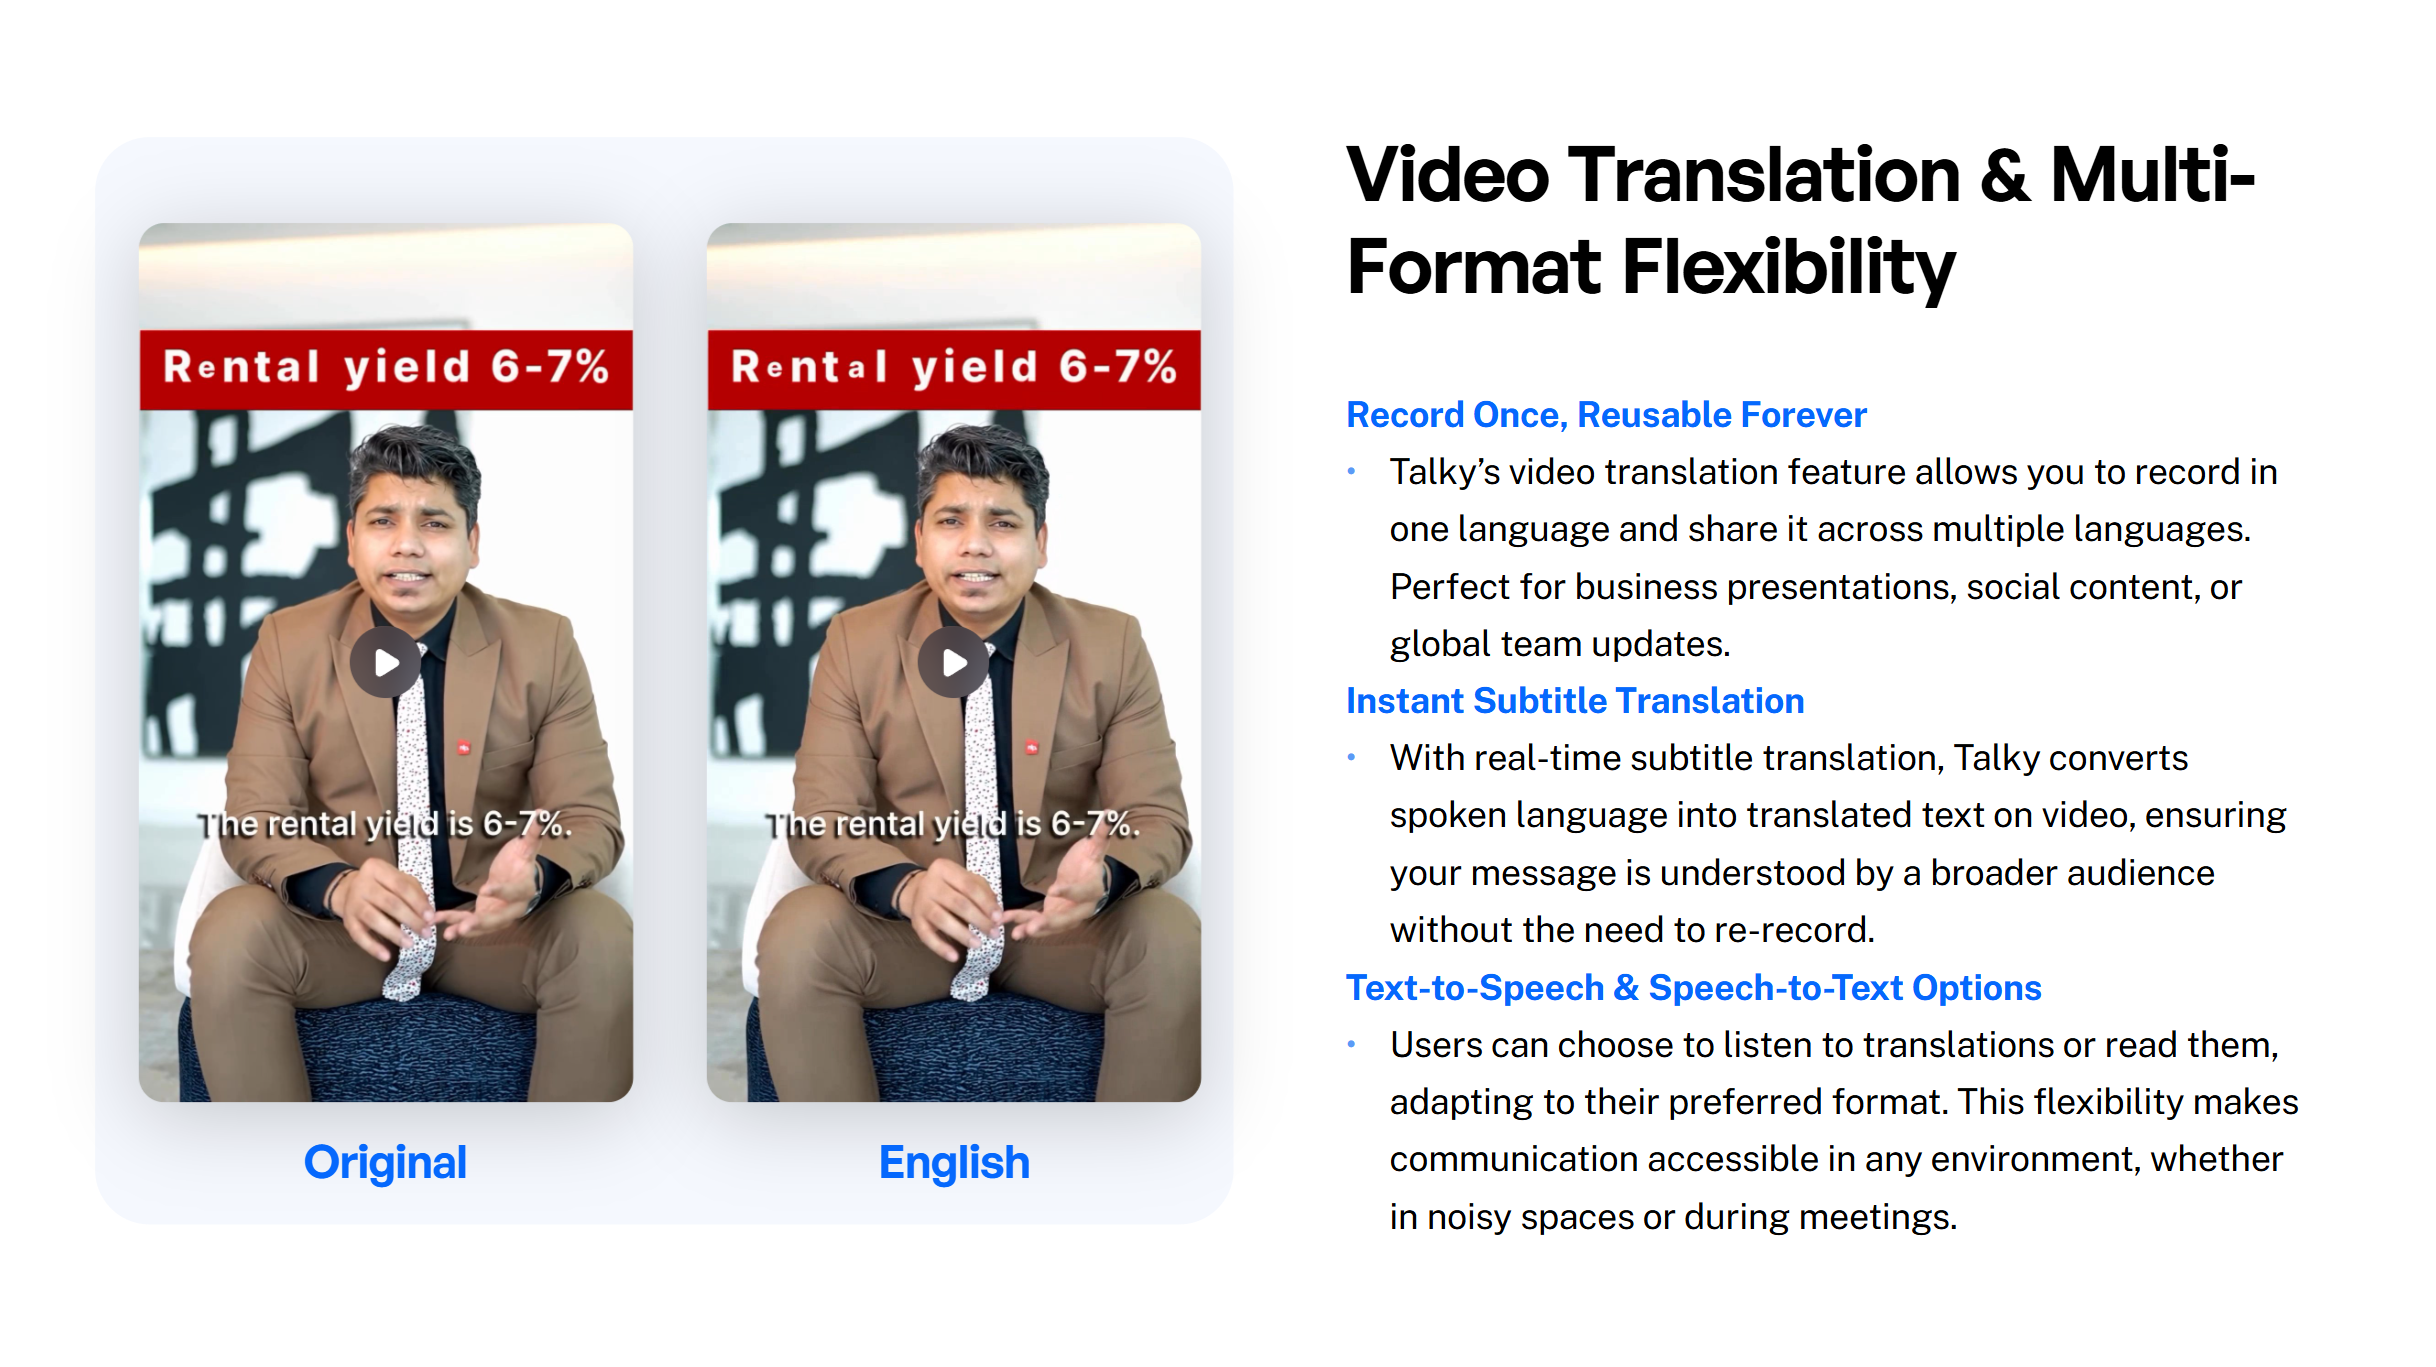 Rental yield 6-7%
The rental yield is 6-7%.
Original
Rental yield 6-7%
The rental yield is 6-7%.
English
Video Translation & Multi-
Format Flexibility
Record Once, Reusable Forever
• Talky’s video translation feature allows you to record in
one language and share it across multiple languages.
Perfect for business presentations, social content, or
global team updates.
Instant Subtitle Translation
• With real-time subtitle translation, Talky converts
spoken language into translated text on video, ensuring
your message is understood by a broader audience
without the need to re-record.
Text-to-Speech & Speech-to-Text Options
• Users can choose to listen to translations or read them,
adapting to their preferred format. This flexibility makes
communication accessible in any environment, whether
in noisy spaces or during meetings.